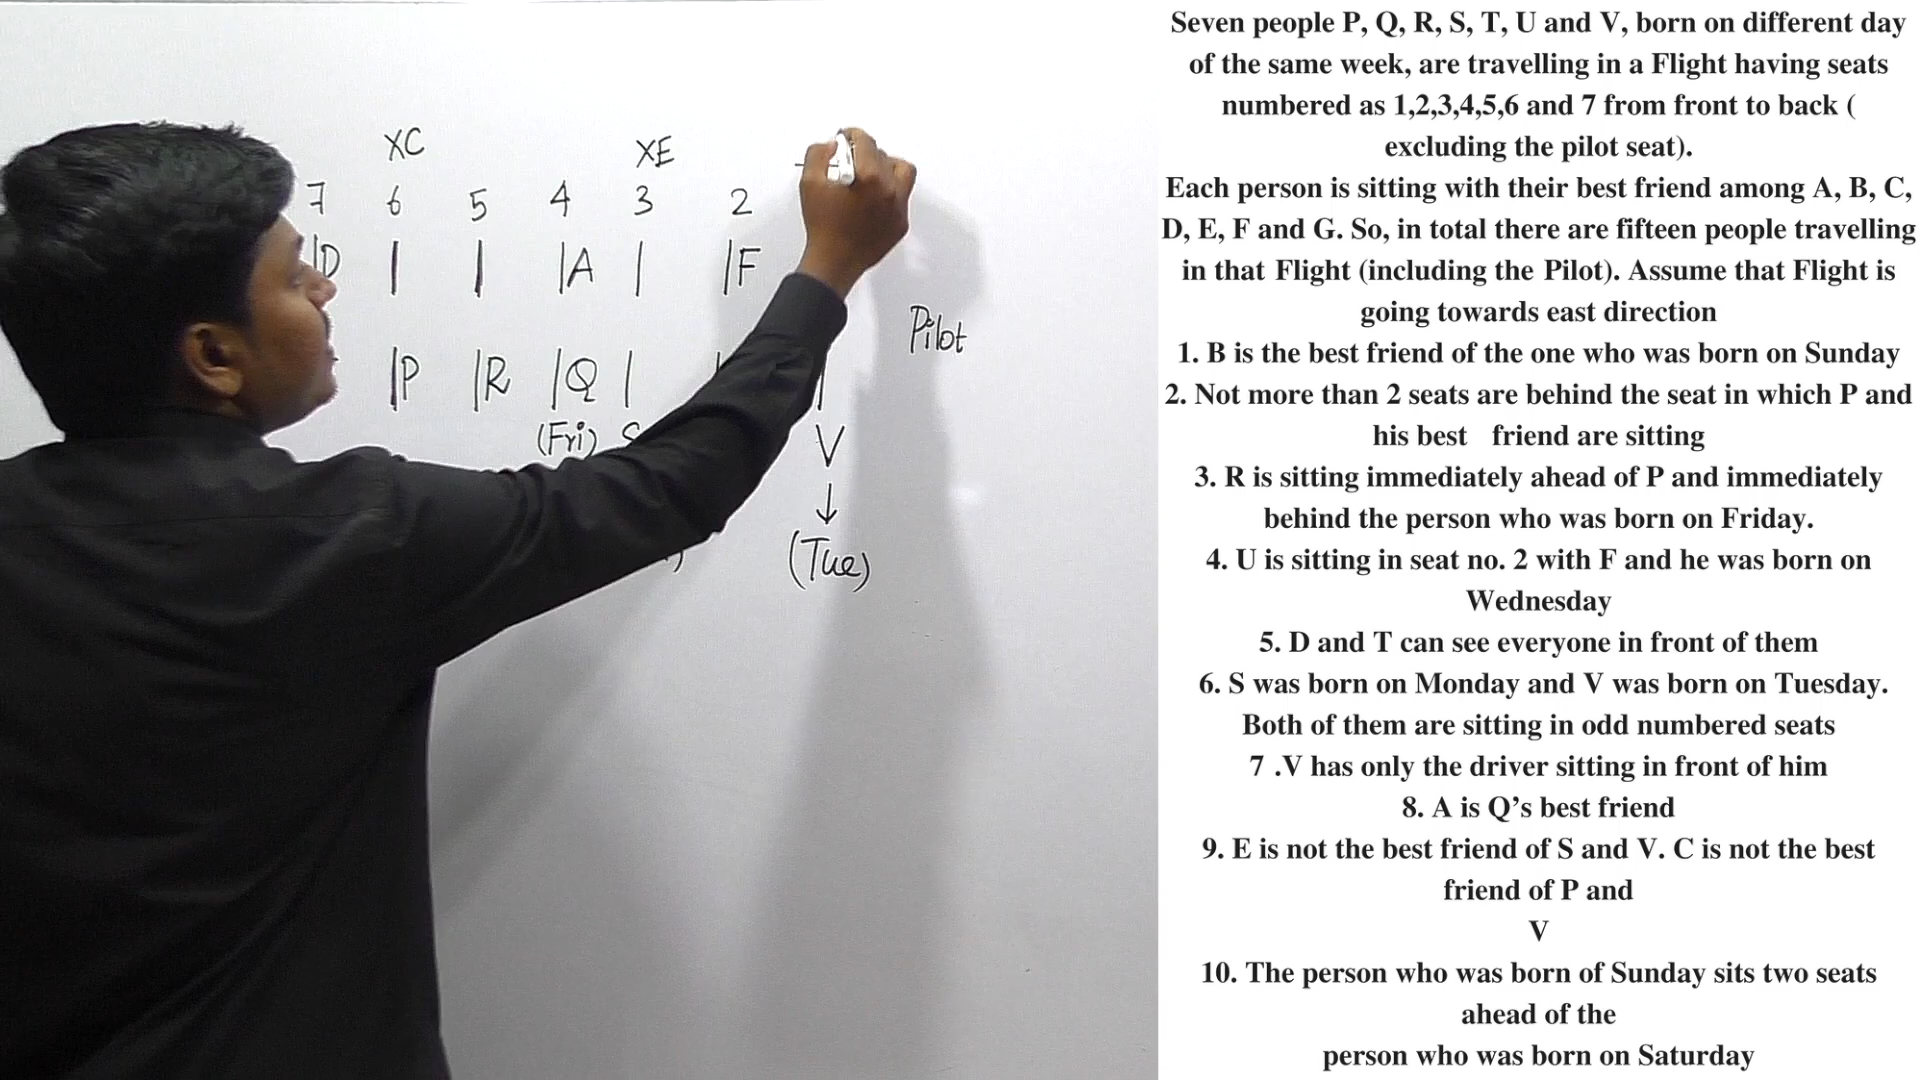 XC XE
7 6 5 4 3 2
|D | | |A | |F
Pilot
|P |R |Q | |
(Fri) S V
↓
(Tue)
Seven people P, Q, R, S, T, U and V, born on different day
of the same week, are travelling in a Flight having seats
numbered as 1,2,3,4,5,6 and 7 from front to back (
excluding the pilot seat).
Each person is sitting with their best friend among A, B, C,
D, E, F and G. So, in total there are fifteen people travelling
in that Flight (including the Pilot). Assume that Flight is
going towards east direction
1. B is the best friend of the one who was born on Sunday
2. Not more than 2 seats are behind the seat in which P and
his best friend are sitting
3. R is sitting immediately ahead of P and immediately
behind the person who was born on Friday.
4. U is sitting in seat no. 2 with F and he was born on
Wednesday
5. D and T can see everyone in front of them
6. S was born on Monday and V was born on Tuesday.
Both of them are sitting in odd numbered seats
7 .V has only the driver sitting in front of him
8. A is Q’s best friend
9. E is not the best friend of S and V. C is not the best
friend of P and
V
10. The person who was born of Sunday sits two seats
ahead of the
person who was born on Saturday